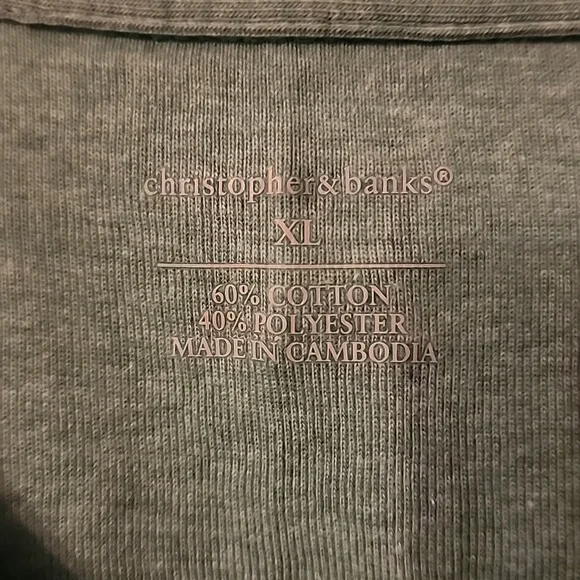 christopher&banks®
XL
60% COTTON
40% POLYESTER
MADE IN CAMBODIA